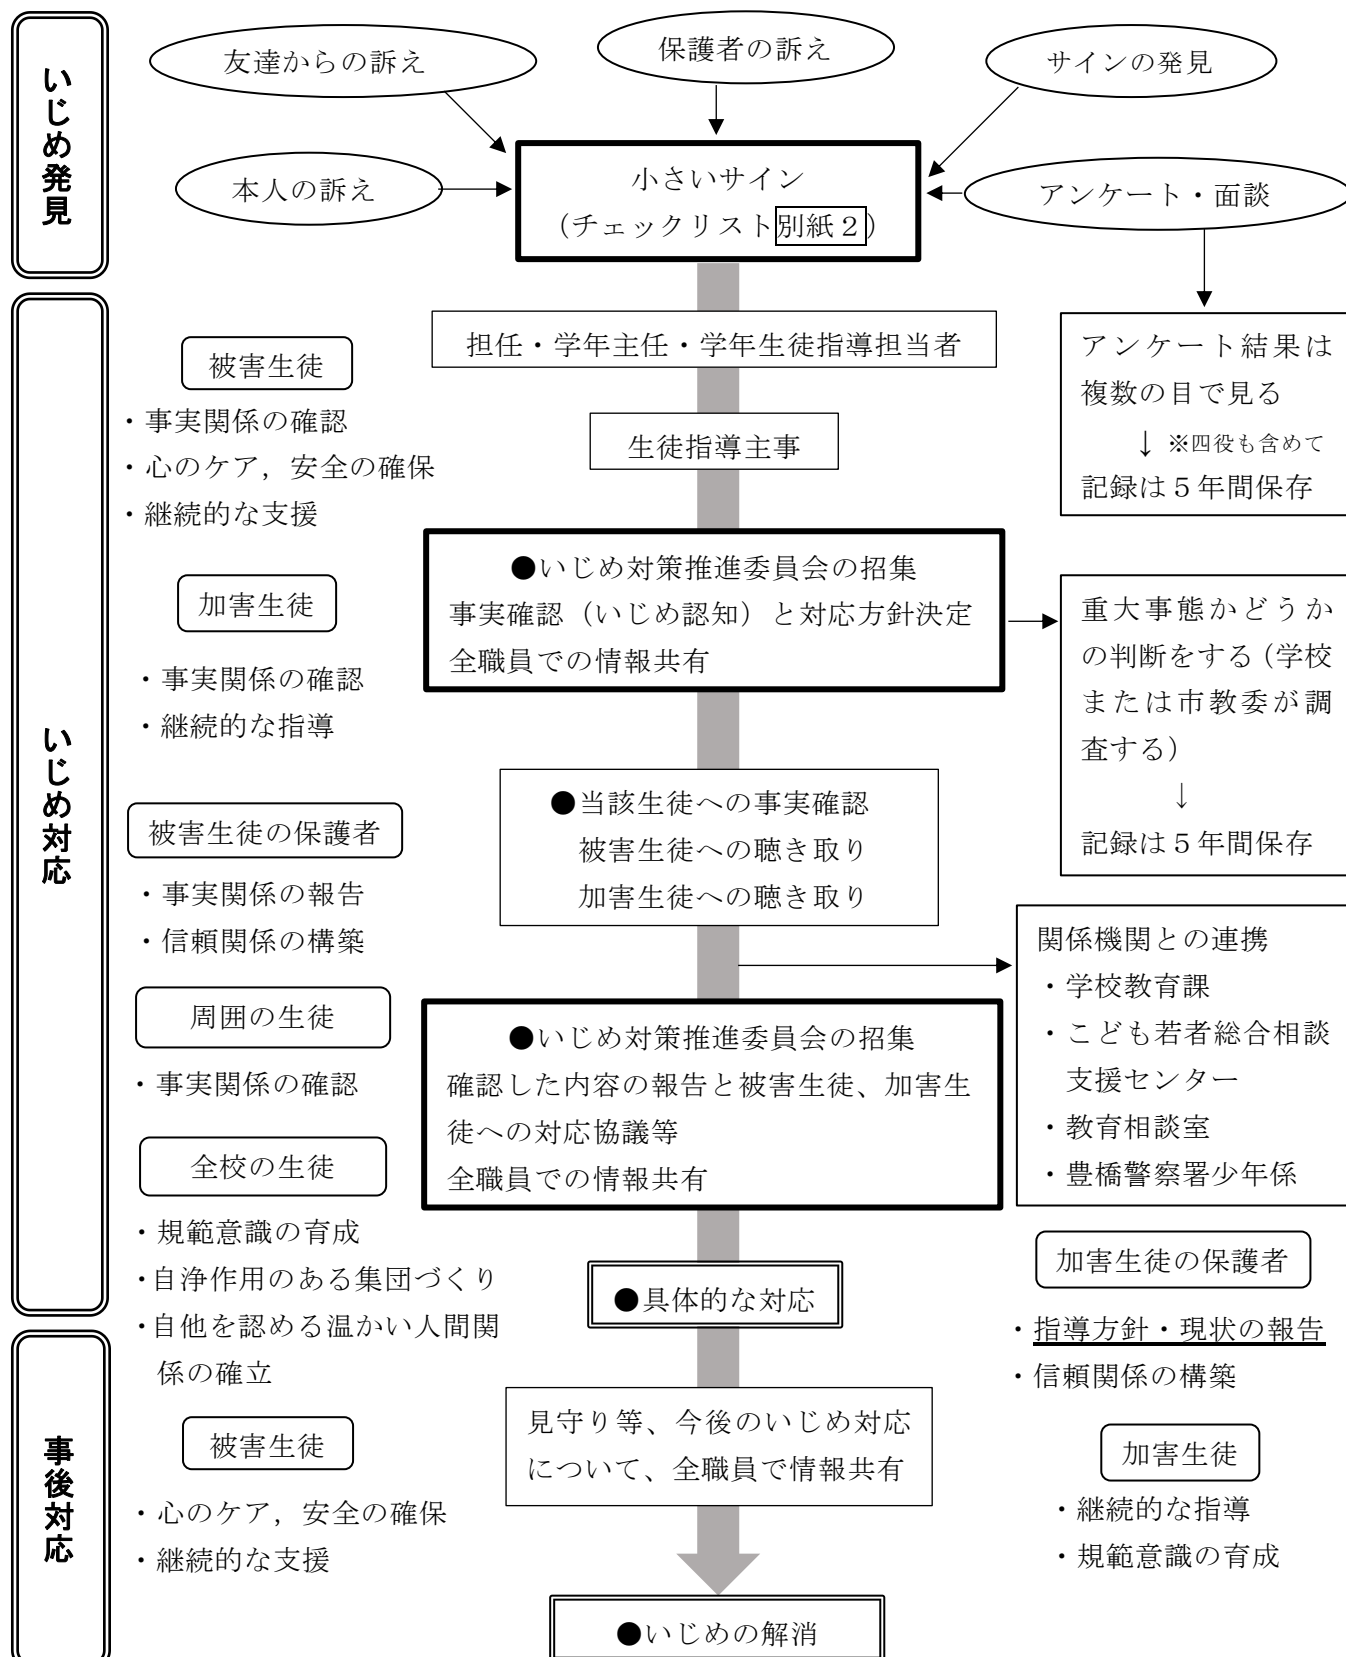 いじめ発見
友達からの訴え
保護者の訴え
サインの発見
本人の訴え
アンケート・面談
小さいサイン
（チェックリスト別紙２）
いじめ対応
担任・学年主任・学年生徒指導担当者
生徒指導主事
アンケート結果は
複数の目で見る
↓ ※四役も含めて
記録は５年間保存
被害生徒
・事実関係の確認
・心のケア，安全の確保
・継続的な支援
加害生徒
・事実関係の確認
・継続的な指導
●いじめ対策推進委員会の招集
事実確認（いじめ認知）と対応方針決定
全職員での情報共有
重大事態かどうか
の判断をする（学校
または市教委が調
査する）
↓
記録は５年間保存
●当該生徒への事実確認
被害生徒への聴き取り
加害生徒への聴き取り
被害生徒の保護者
・事実関係の報告
・信頼関係の構築
関係機関との連携
・学校教育課
・こども若者総合相談
支援センター
・教育相談室
・豊橋警察署少年係
周囲の生徒
・事実関係の確認
●いじめ対策推進委員会の招集
確認した内容の報告と被害生徒、加害生
徒への対応協議等
全職員での情報共有
全校の生徒
・規範意識の育成
・自浄作用のある集団づくり
・自他を認める温かい人間関
係の確立
●具体的な対応
加害生徒の保護者
・指導方針・現状の報告
・信頼関係の構築
事後対応
見守り等、今後のいじめ対応
について、全職員で情報共有
被害生徒
・心のケア，安全の確保
・継続的な支援
加害生徒
・継続的な指導
・規範意識の育成
●いじめの解消